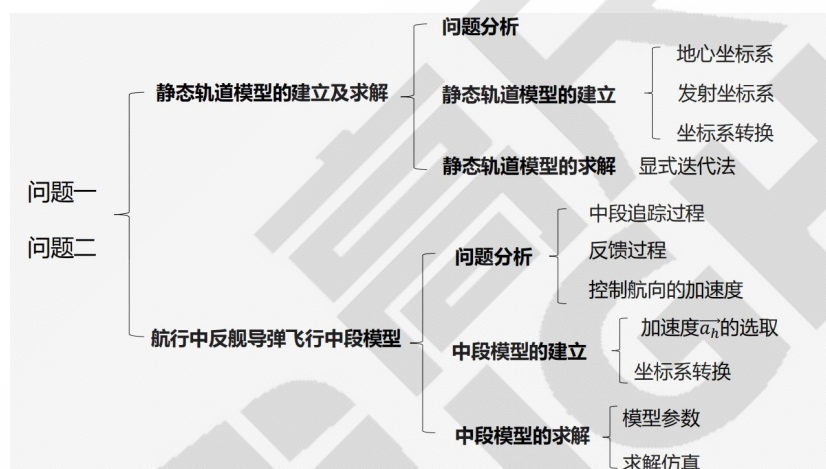 问题一
问题二
静态轨道模型的建立及求解
问题分析
静态轨道模型的建立
地心坐标系
发射坐标系
坐标系转换
静态轨道模型的求解 显式迭代法
航行中反舰导弹飞行中段模型
问题分析
中段追踪过程
反馈过程
控制航向的加速度
中段模型的建立
加速度$\overrightarrow{a_h}$的选取
坐标系转换
中段模型的求解
模型参数
求解仿真